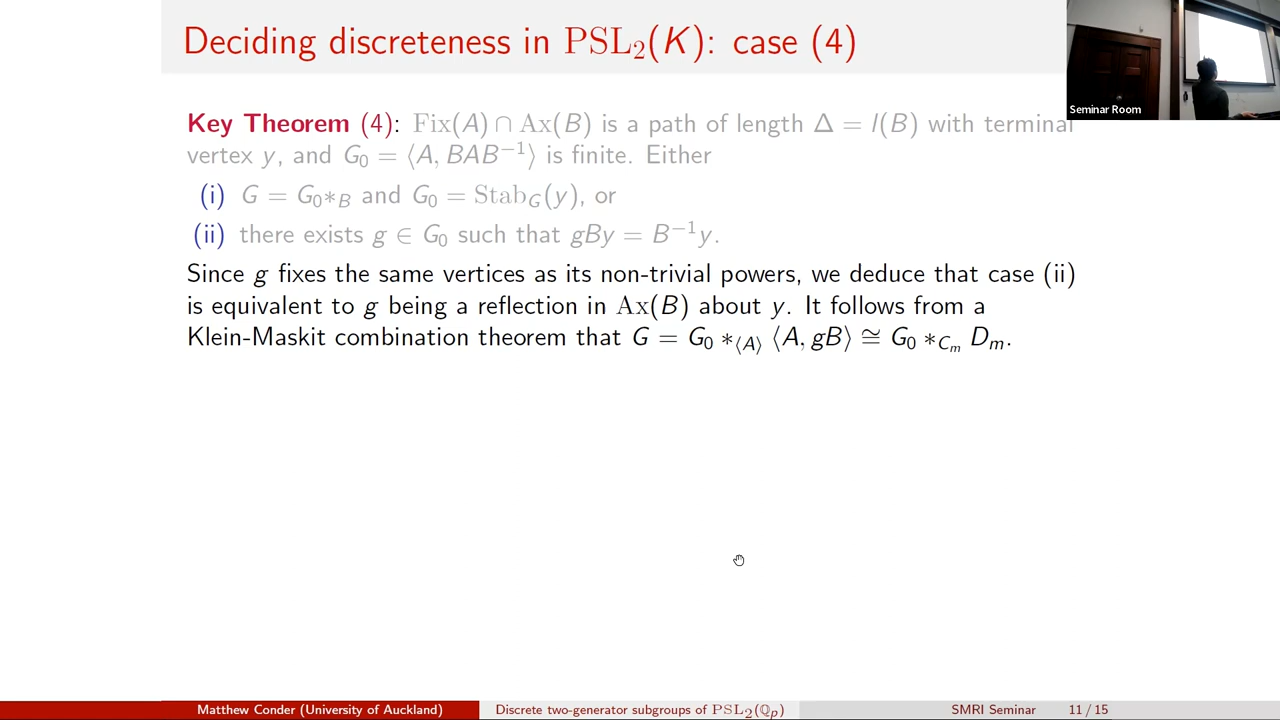 Deciding discreteness in PSL₂(K): case (4)
Seminar Room
Key Theorem (4): Fix(A) ∩ Ax(B) is a path of length Δ = l(B) with terminal
vertex y, and G₀ = ⟨A, BAB⁻¹⟩ is finite. Either
(i) G = G₀*_B and G₀ = Stab_G(y), or
(ii) there exists g ∈ G₀ such that gBy = B⁻¹y.
Since g fixes the same vertices as its non-trivial powers, we deduce that case (ii)
is equivalent to g being a reflection in Ax(B) about y. It follows from a
Klein-Maskit combination theorem that G = G₀ *_⟨A⟩ ⟨A, gB⟩ ≅ G₀ *_{C_m} D_m.
Matthew Conder (University of Auckland) Discrete two-generator subgroups of PSL₂(ℚ_p) SMRI Seminar 11 / 15